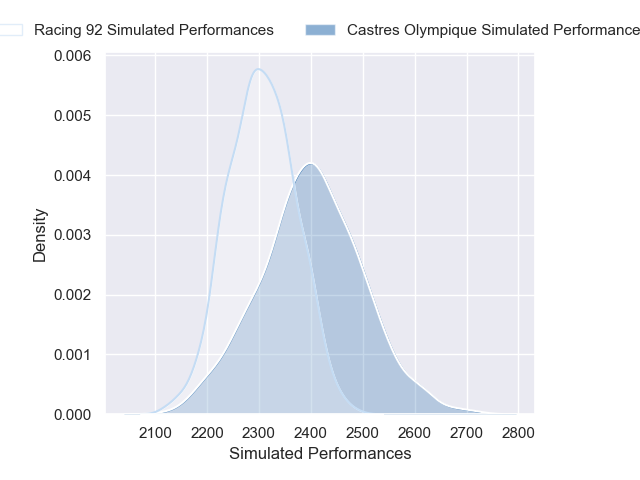 Racing 92 Simulated Performances Castres Olympique Simulated Performance
0.006
0.005
0.004
0.003
0.002
0.001
0.000
Density
2100 2200 2300 2400 2500 2600 2700 2800
Simulated Performances